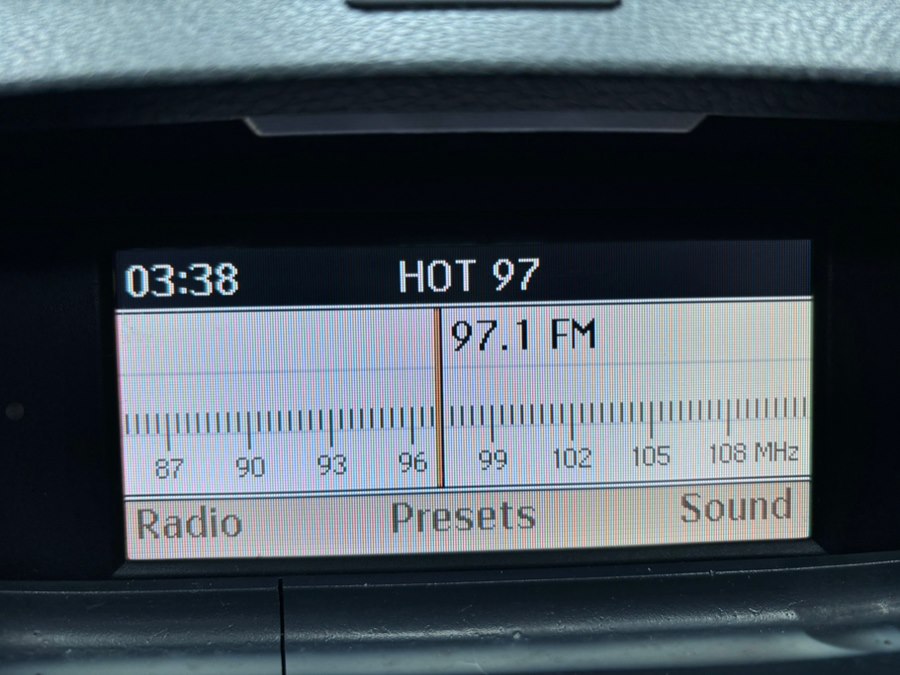 03:38 HOT 97
97.1 FM
87 90 93 96 99 102 105 108 MHz
Radio Presets Sound